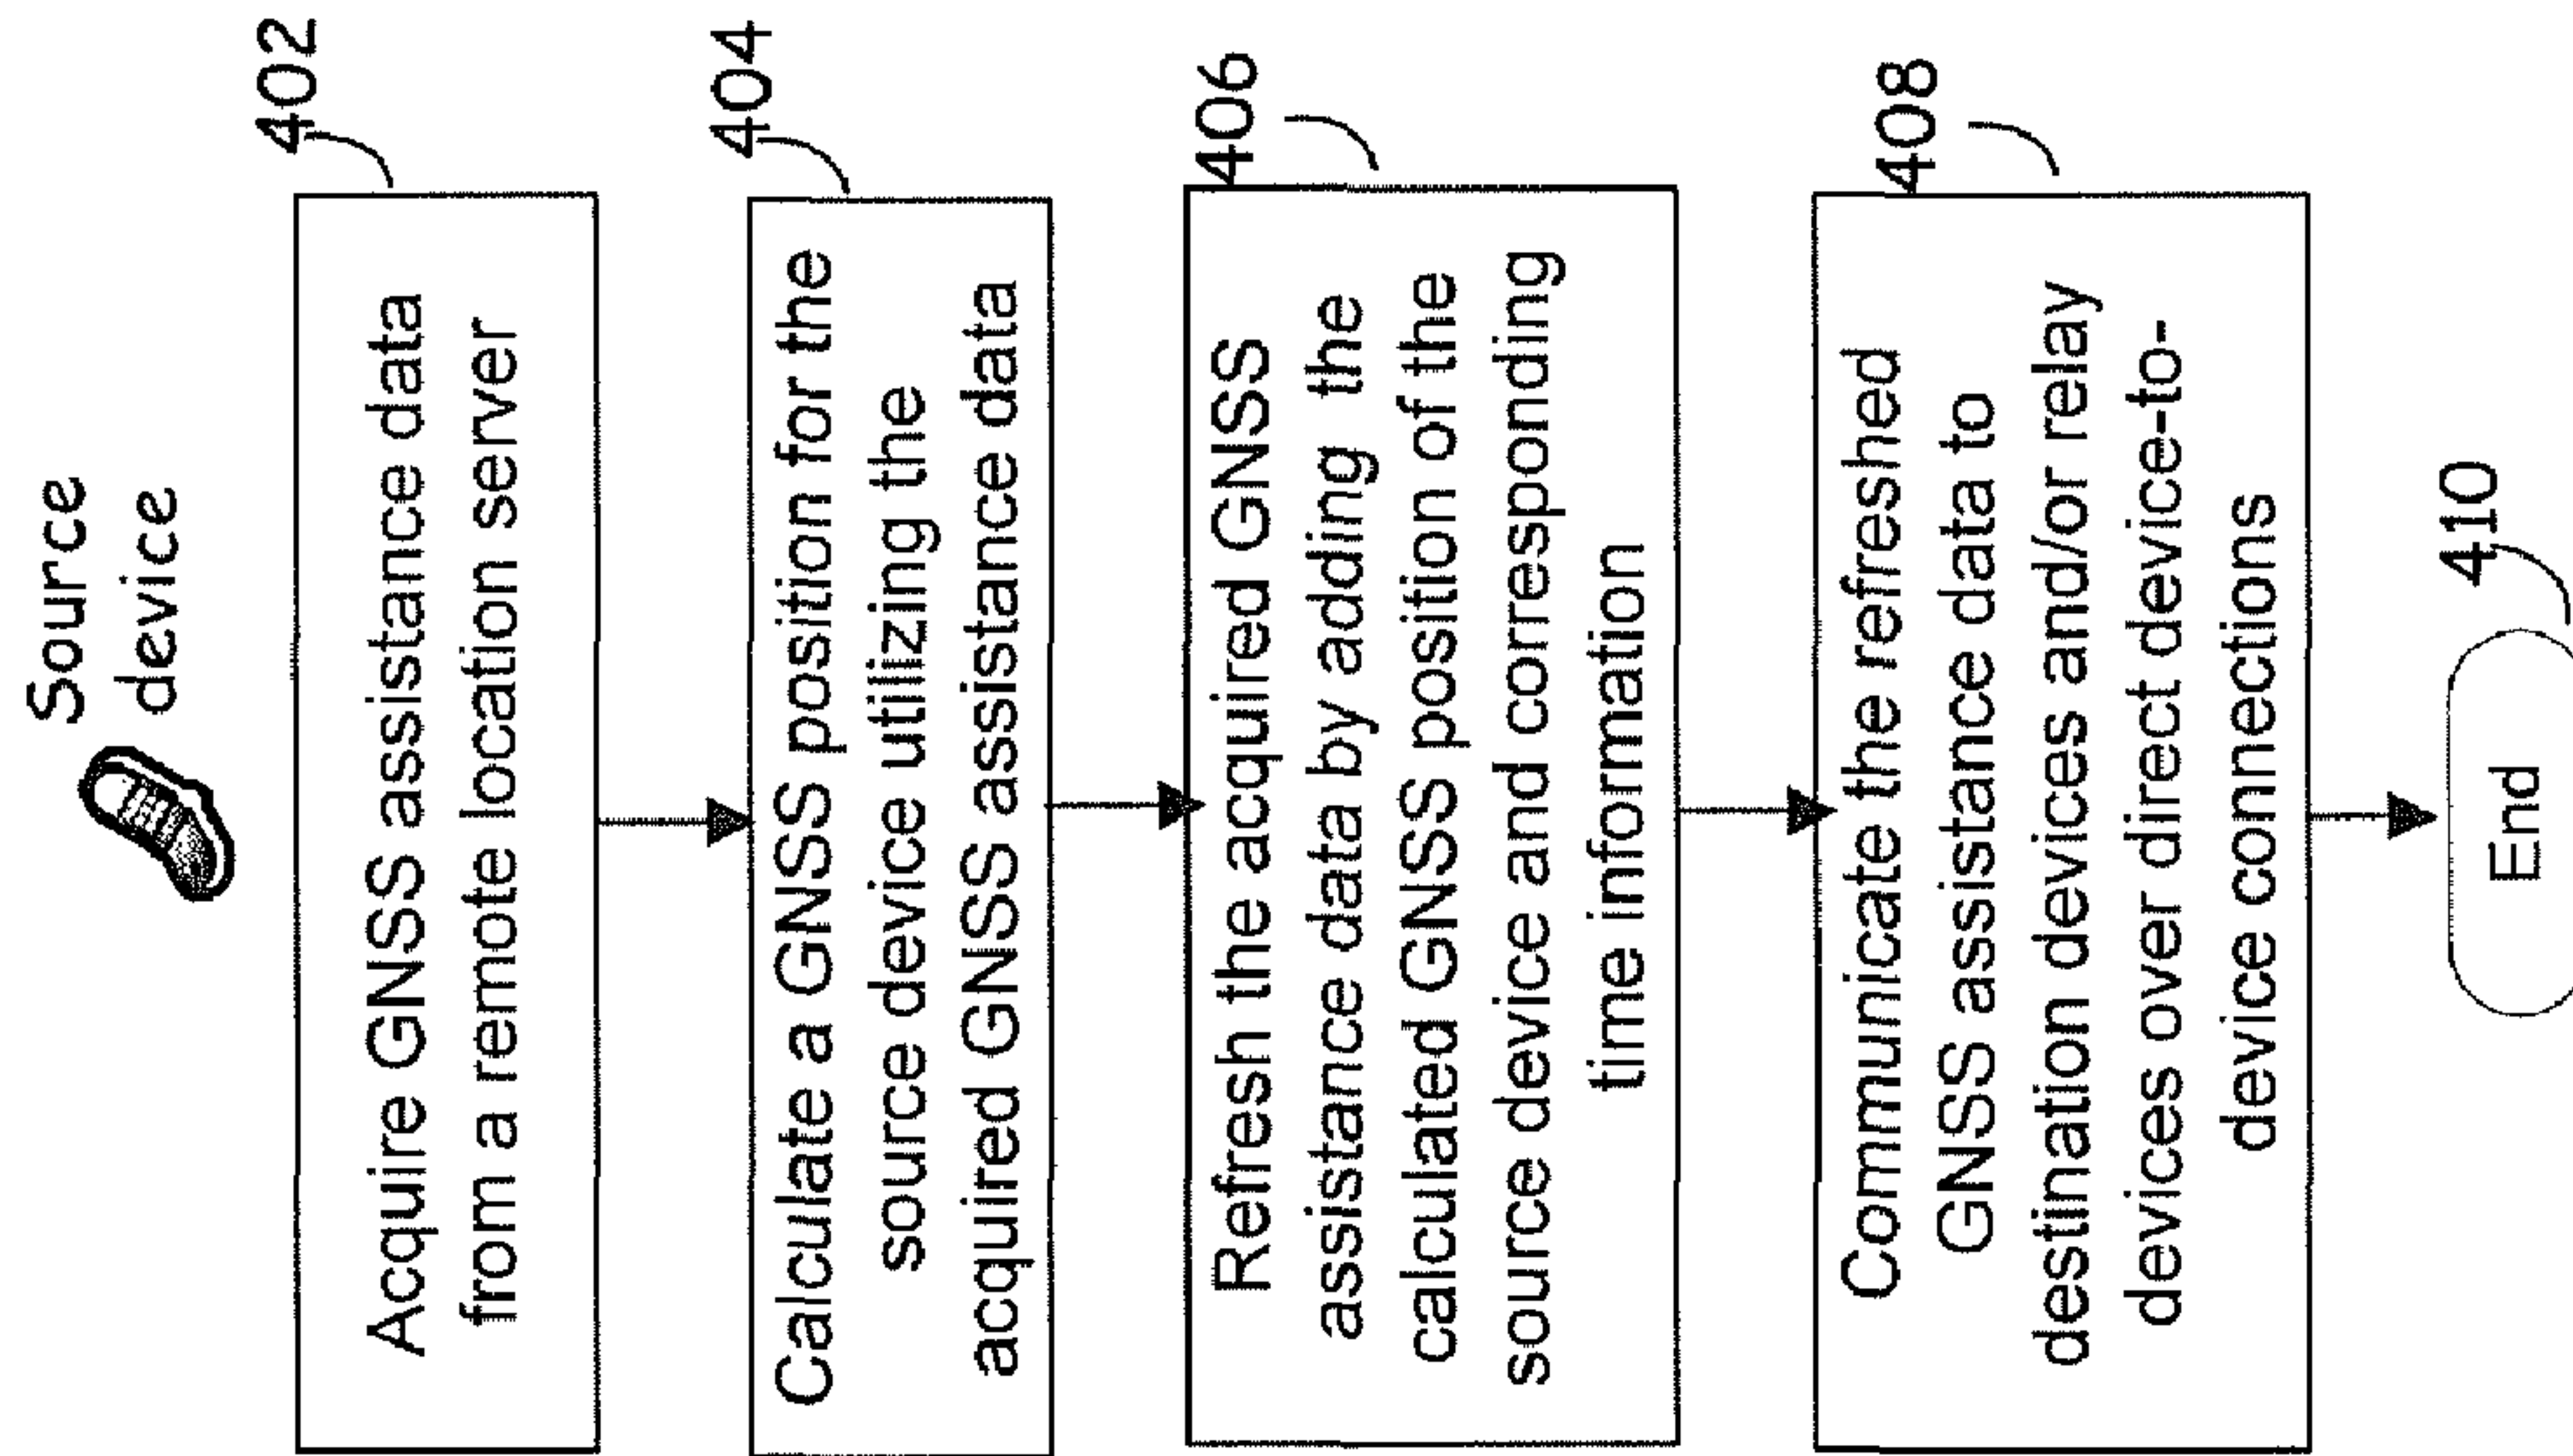 Source
device
402
Acquire GNSS assistance data
from a remote location server
404
Calculate a GNSS position for the
source device utilizing the
acquired GNSS assistance data
406
Refresh the acquired GNSS
assistance data by adding the
calculated GNSS position of the
source device and corresponding
time information
408
Communicate the refreshed
GNSS assistance data to
destination devices and/or relay
devices over direct device-to-
device connections
410
End